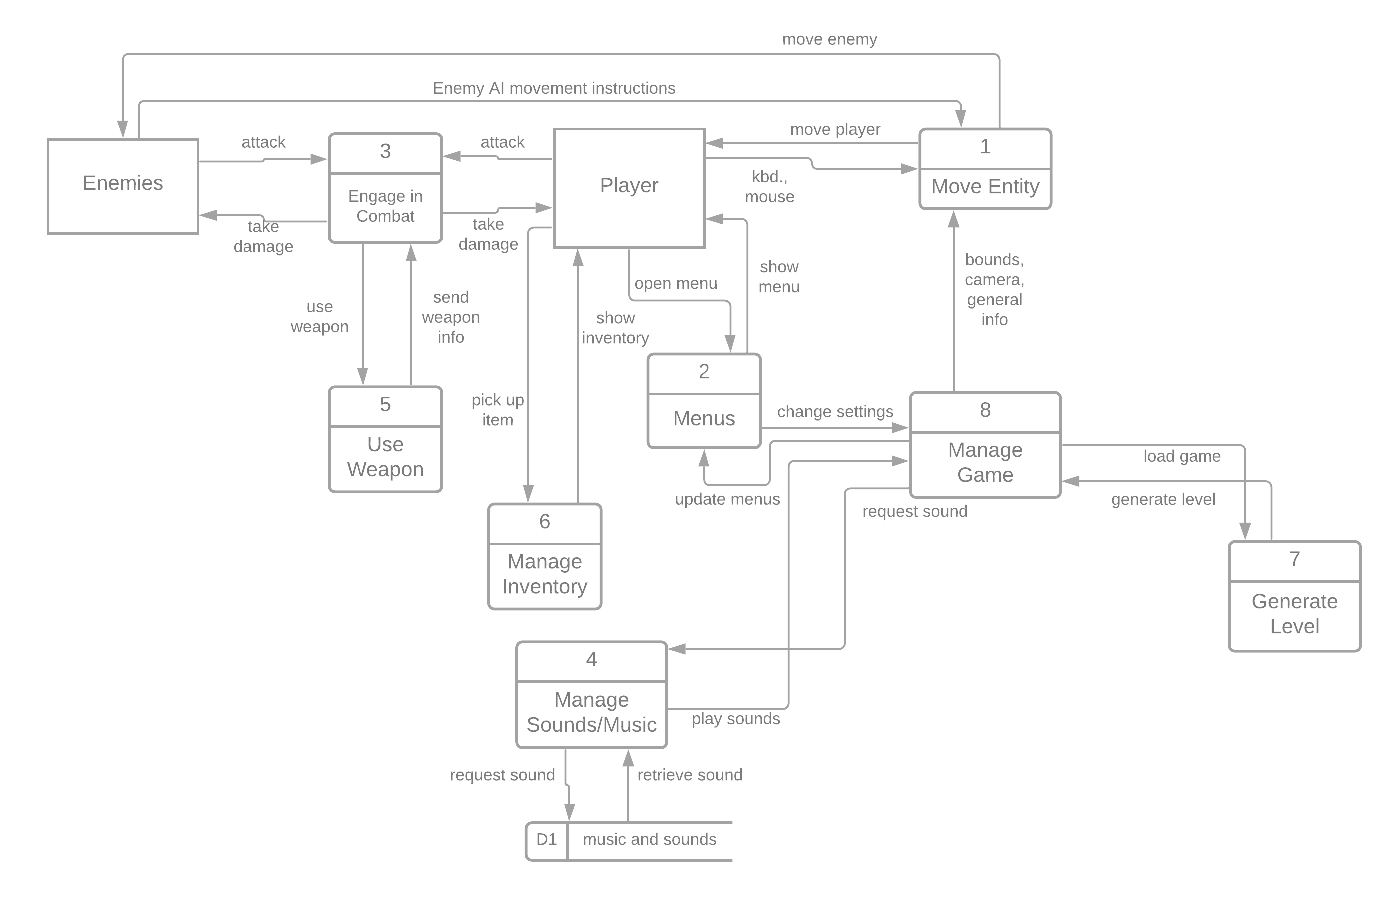 move enemy
Enemy AI movement instructions
Enemies
attack
take
damage
3
Engage in
Combat
attack
take
damage
Player
move player
kbd.,
mouse
1
Move Entity
use
weapon
send
weapon
info
show
inventory
open menu
show
menu
bounds,
camera,
general
info
5
Use
Weapon
pick up
item
2
Menus
change settings
update menus
8
Manage
Game
load game
generate level
request sound
6
Manage
Inventory
7
Generate
Level
4
Manage
Sounds/Music
play sounds
request sound
retrieve sound
D1
music and sounds